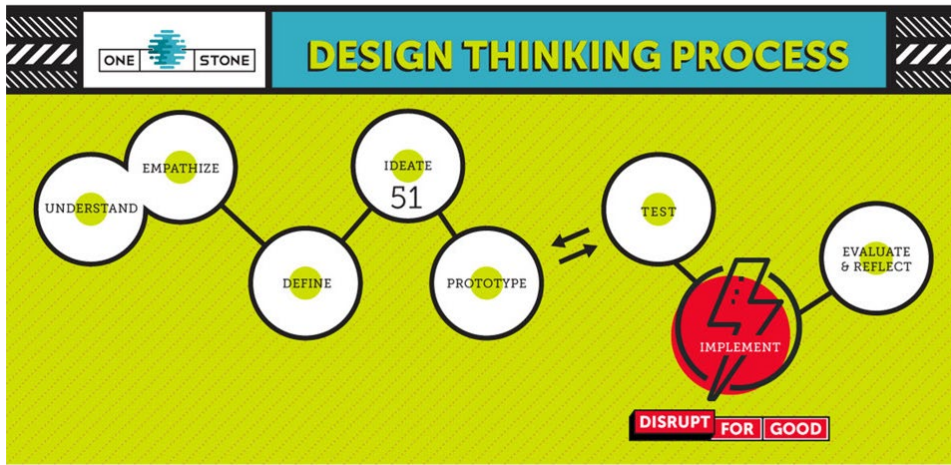 ONE STONE
DESIGN THINKING PROCESS
UNDERSTAND
EMPATHIZE
DEFINE
IDEATE
51
PROTOTYPE
TEST
IMPLEMENT
EVALUATE
& REFLECT
DISRUPT FOR GOOD